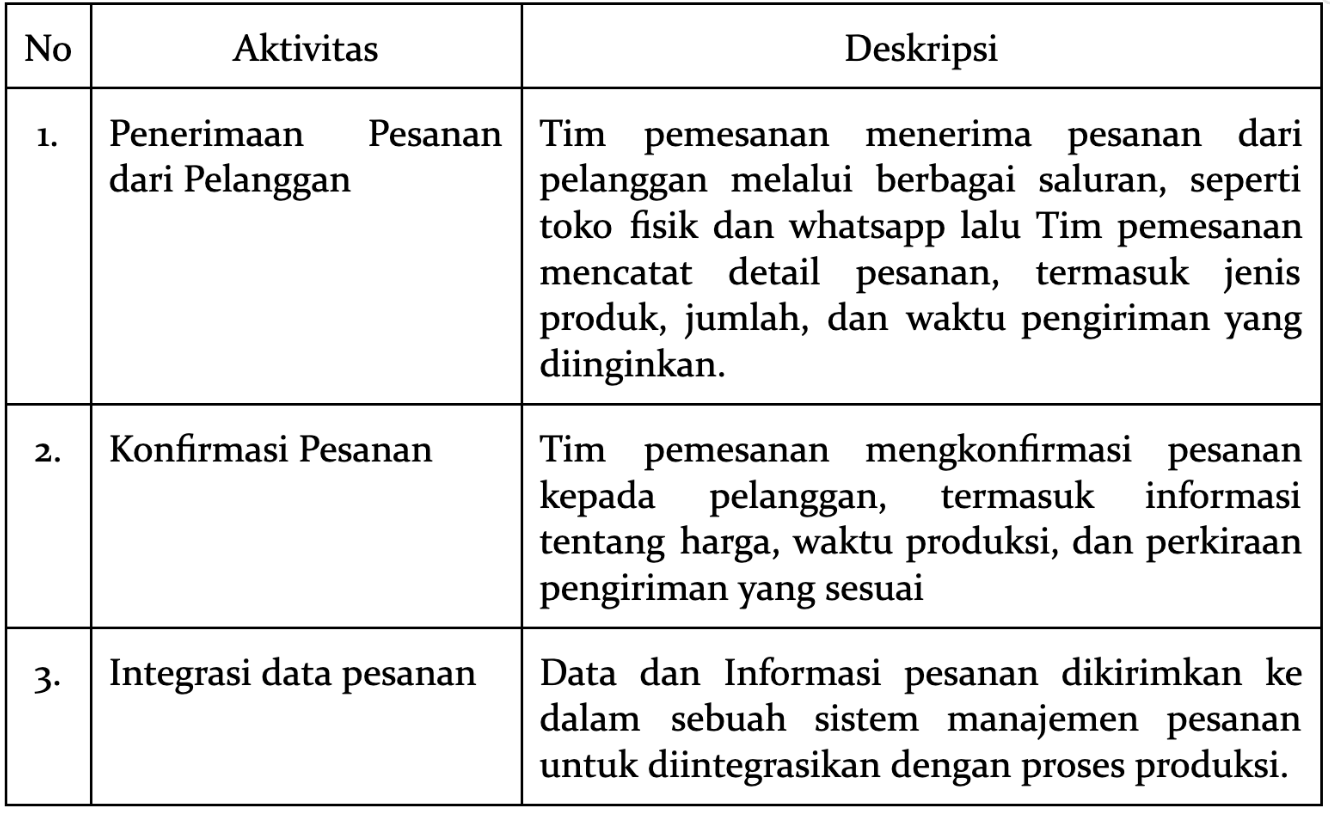 No
Aktivitas
Deskripsi
1.
Penerimaan Pesanan
dari Pelanggan
Tim pemesanan menerima pesanan dari
pelanggan melalui berbagai saluran, seperti
toko fisik dan whatsapp lalu Tim pemesanan
mencatat detail pesanan, termasuk jenis
produk, jumlah, dan waktu pengiriman yang
diinginkan.
2.
Konfirmasi Pesanan
Tim pemesanan mengkonfirmasi pesanan
kepada pelanggan, termasuk informasi
tentang harga, waktu produksi, dan perkiraan
pengiriman yang sesuai
3.
Integrasi data pesanan
Data dan Informasi pesanan dikirimkan ke
dalam sebuah sistem manajemen pesanan
untuk diintegrasikan dengan proses produksi.